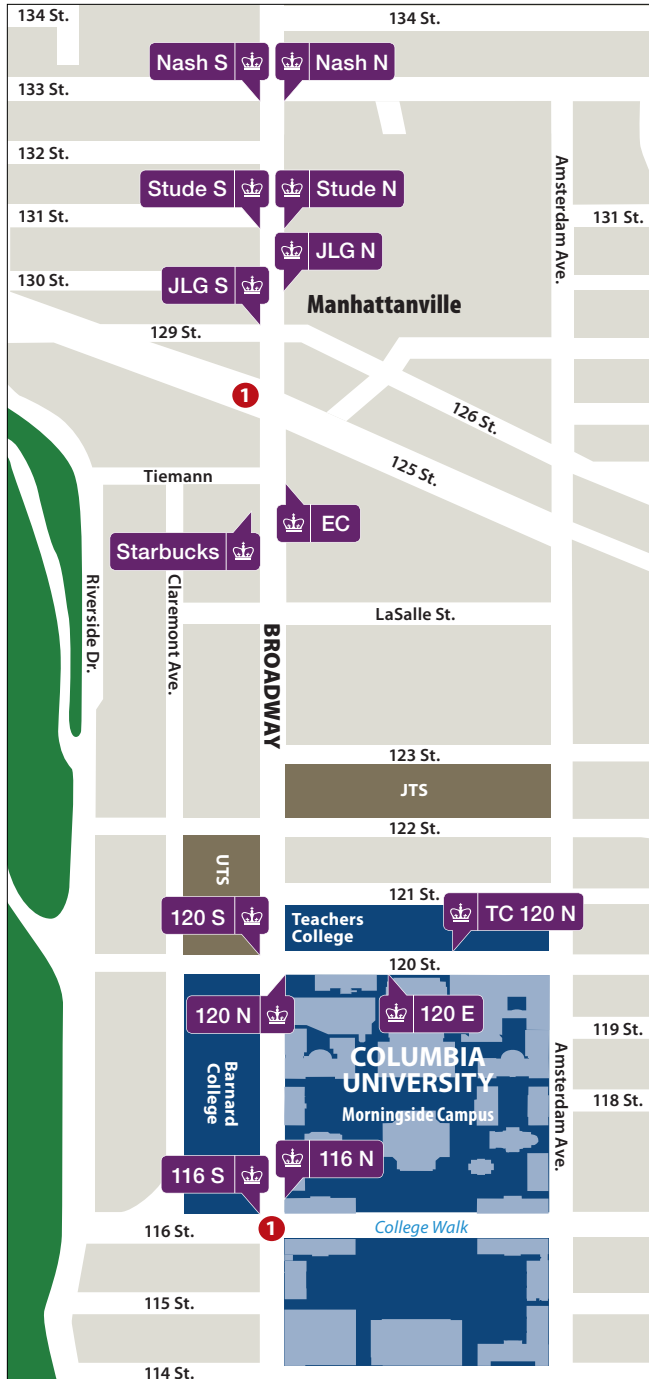 134 St.
134 St.
Nash S
Nash N
133 St.
132 St.
Stude S
Stude N
Amsterdam Ave.
131 St.
131 St.
JLG N
130 St.
JLG S
Manhattanville
129 St.
1
126 St.
125 St.
Tiemann
EC
Starbucks
Riverside Dr.
Claremont Ave.
LaSalle St.
BROADWAY
123 St.
JTS
122 St.
UTS
121 St.
120 S
Teachers
College
TC 120 N
120 St.
120 N
120 E
119 St.
Barnard
College
COLUMBIA
UNIVERSITY
Morningside Campus
Amsterdam Ave.
118 St.
116 S
116 N
116 St.
1
College Walk
115 St.
114 St.